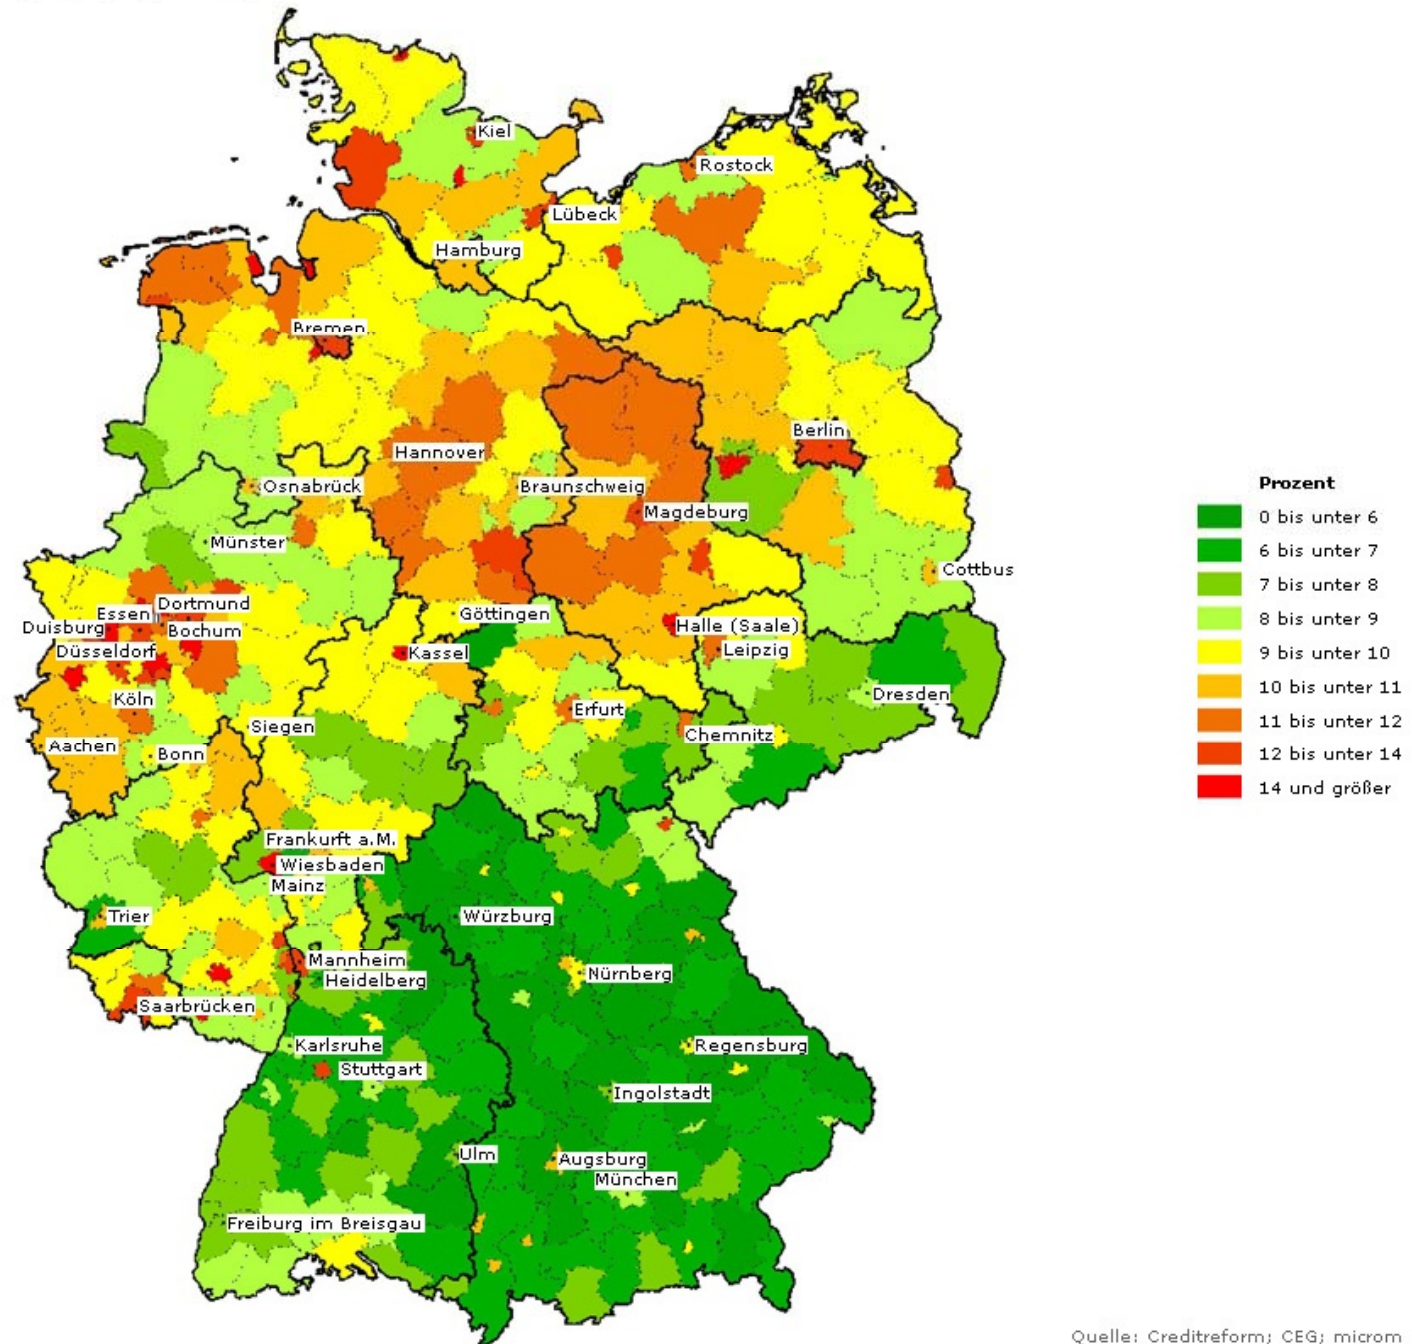 Kiel
Rostock
Lübeck
Hamburg
Bremen
Berlin
Hannover
Osnabrück
Braunschweig
Magdeburg
Münster
Cottbus
Essen
Dortmund
Göttingen
Duisburg
Bochum
Halle (Saale)
Düsseldorf
Kassel
Leipzig
Köln
Dresden
Erfurt
Siegen
Chemnitz
Aachen
Bonn
Frankurft a.M.
Wiesbaden
Mainz
Trier
Würzburg
Mannheim
Nürnberg
Heidelberg
Saarbrücken
Karlsruhe
Regensburg
Stuttgart
Ingolstadt
Ulm
Augsburg
München
Freiburg im Breisgau
Prozent
0 bis unter 6
6 bis unter 7
7 bis unter 8
8 bis unter 9
9 bis unter 10
10 bis unter 11
11 bis unter 12
12 bis unter 14
14 und größer
Quelle: Creditreform; CEG; microm